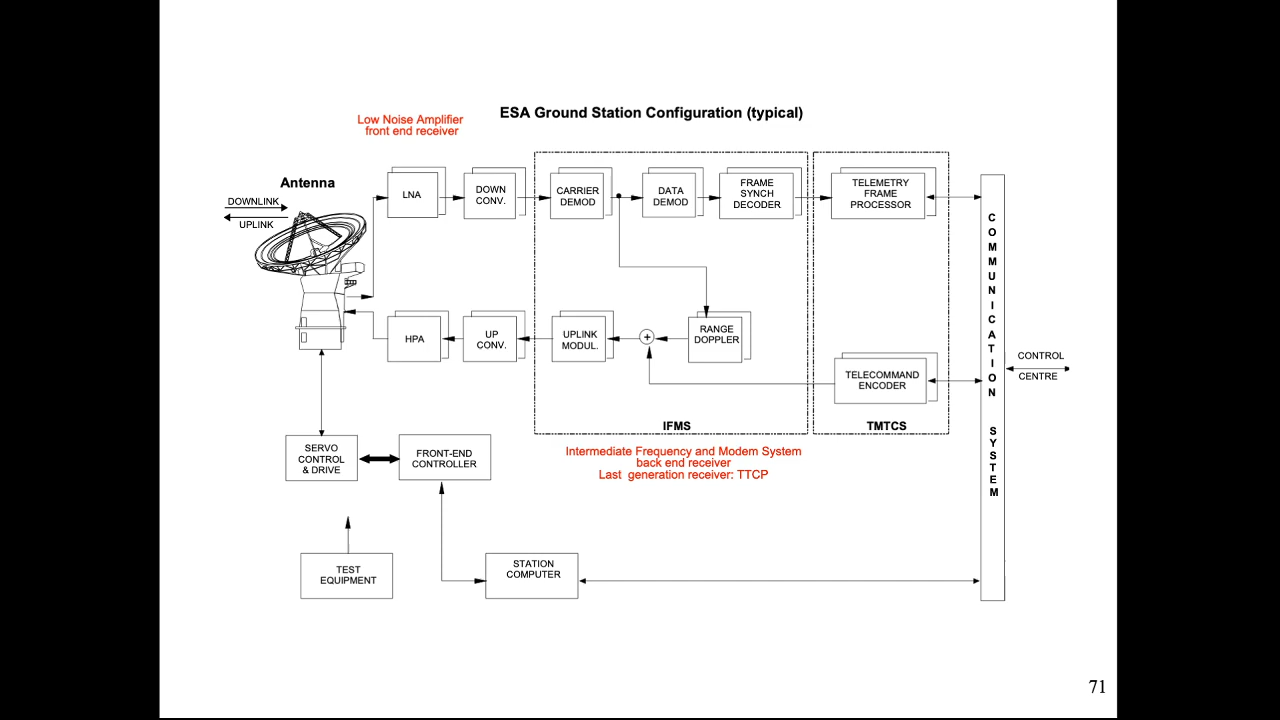 ESA Ground Station Configuration (typical)
Low Noise Amplifier
front end receiver
Antenna
DOWNLINK
UPLINK
LNA
DOWN
CONV.
CARRIER
DEMOD
DATA
DEMOD
FRAME
SYNCH
DECODER
TELEMETRY
FRAME
PROCESSOR
HPA
UP
CONV.
UPLINK
MODUL.
+
RANGE
DOPPLER
TELECOMMAND
ENCODER
COMMUNICATION SYSTEM
CONTROL
CENTRE
IFMS
TMTCS
Intermediate Frequency and Modem System
back end receiver
Last generation receiver: TTCP
SERVO
CONTROL
& DRIVE
FRONT-END
CONTROLLER
TEST
EQUIPMENT
STATION
COMPUTER
71